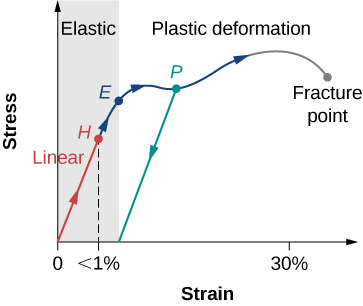 Elastic
Plastic deformation
P
E
H
Linear
Fracture
point
Stress
0
<1%
30%
Strain